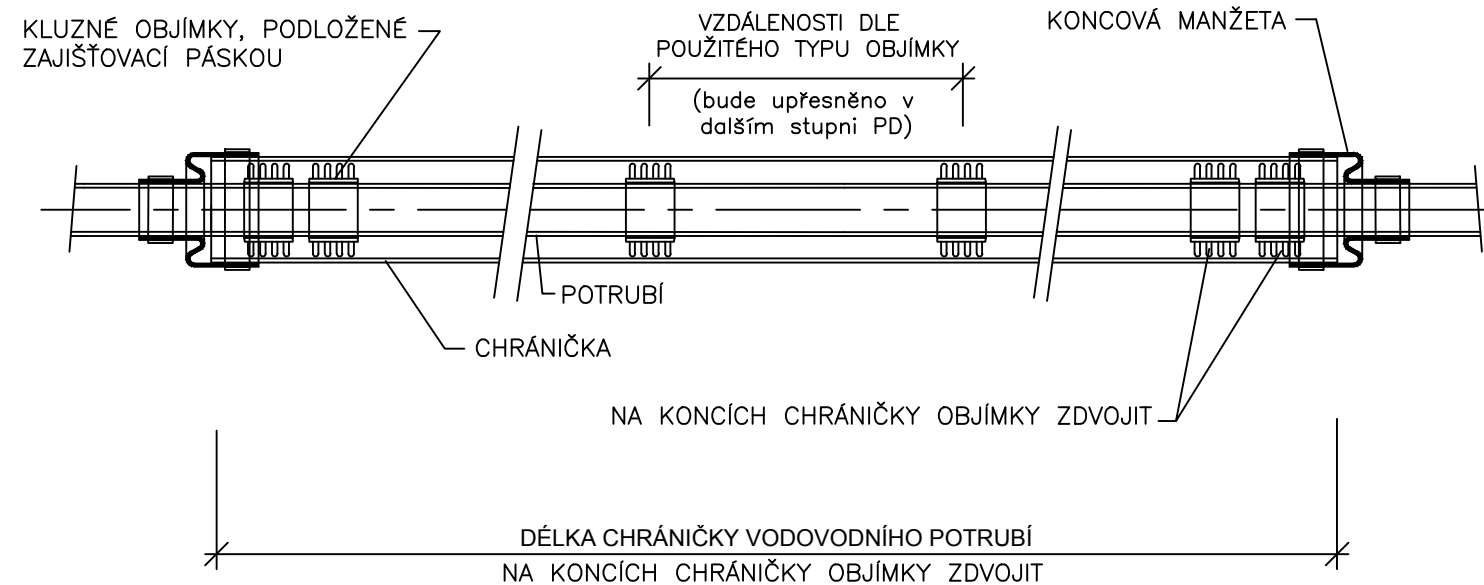 KLUZNÉ OBJÍMKY, PODLOŽENÉ
ZAJIŠŤOVACÍ PÁSKOU
VZDÁLENOSTI DLE
POUŽITÉHO TYPU OBJÍMKY
(bude upřesněno v
dalším stupni PD)
KONCOVÁ MANŽETA
POTRUBÍ
CHRÁNIČKA
NA KONCÍCH CHRÁNIČKY OBJÍMKY ZDVOJIT
DÉLKA CHRÁNIČKY VODOVODNÍHO POTRUBÍ
NA KONCÍCH CHRÁNIČKY OBJÍMKY ZDVOJIT